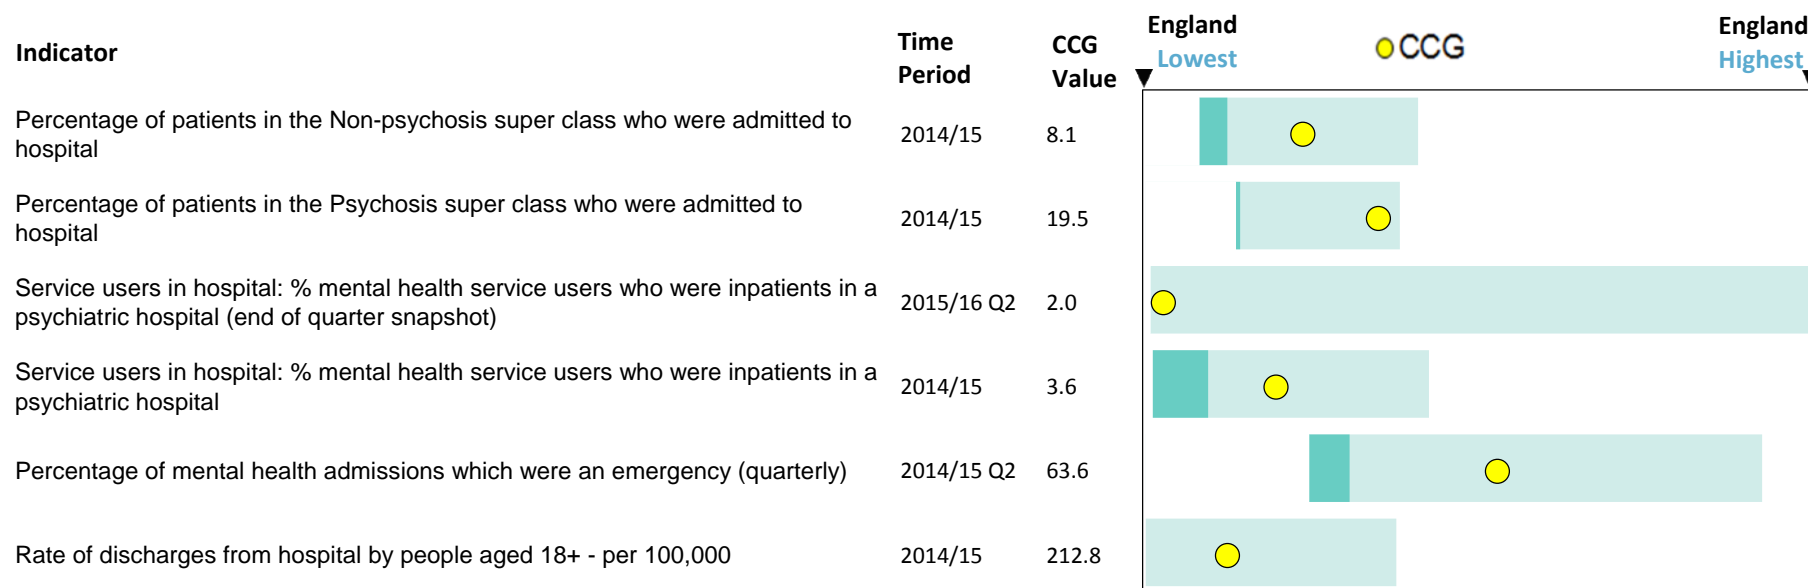 Indicator
Time
Period
CCG
Value
England
Lowest
CCG
England
Highest
Percentage of patients in the Non-psychosis super class who were admitted to
hospital
2014/15
8.1
Percentage of patients in the Psychosis super class who were admitted to
hospital
2014/15
19.5
Service users in hospital: % mental health service users who were inpatients in a
psychiatric hospital (end of quarter snapshot)
2015/16 Q2
2.0
Service users in hospital: % mental health service users who were inpatients in a
psychiatric hospital
2014/15
3.6
Percentage of mental health admissions which were an emergency (quarterly)
2014/15 Q2
63.6
Rate of discharges from hospital by people aged 18+ - per 100,000
2014/15
212.8